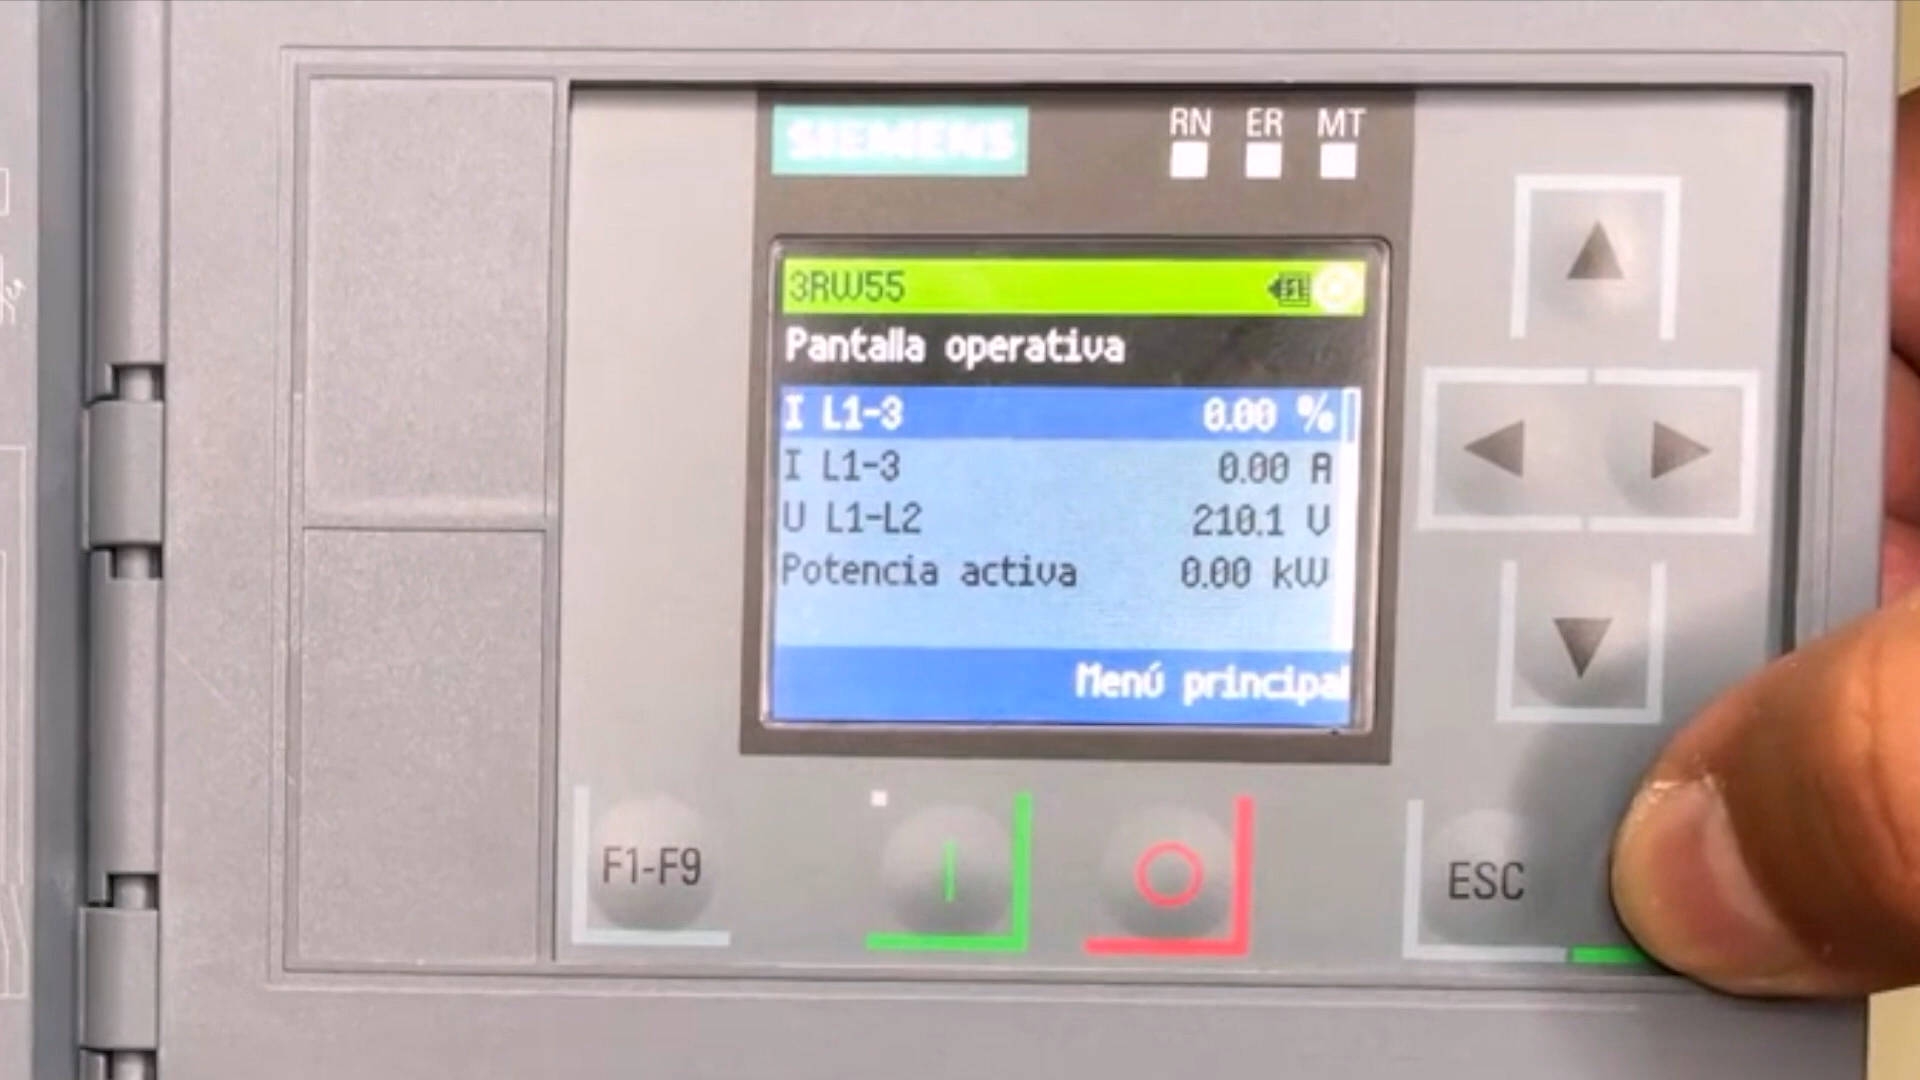 SIEMENS
RN ER MT
3RW55 1
Pantalla operativa
I L1-3 0.00 %
I L1-3 0.00 A
U L1-L2 210.1 V
Potencia activa 0.00 kW
Menú principal
F1-F9
ESC